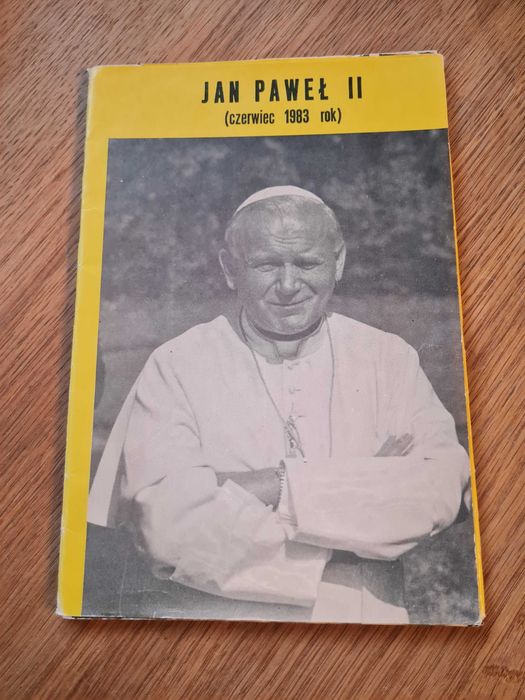 JAN PAWEŁ II
(czerwiec 1983 rok)